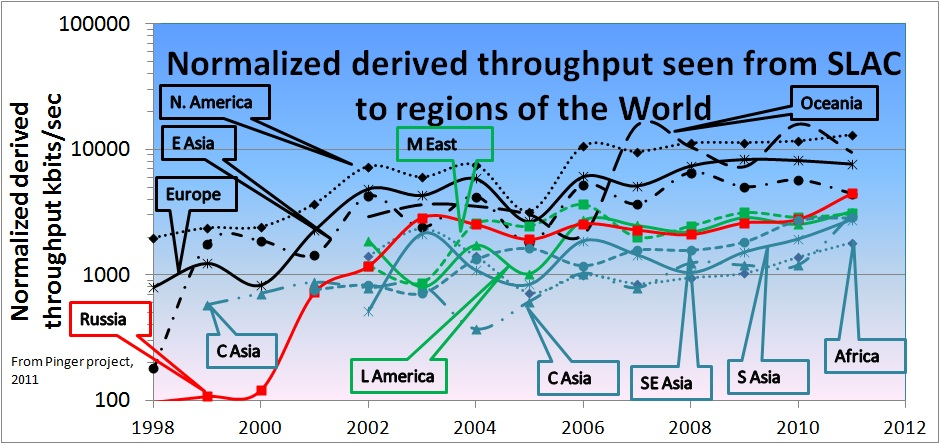 Normalized derived throughput seen from SLAC
to regions of the World
Normalized derived
throughput kbits/sec
100000
10000
1000
100
N. America
E Asia
Europe
M East
Oceania
Russia
C Asia
L America
C Asia
SE Asia
S Asia
Africa
From Pinger project,
2011
1998
2000
2002
2004
2006
2008
2010
2012